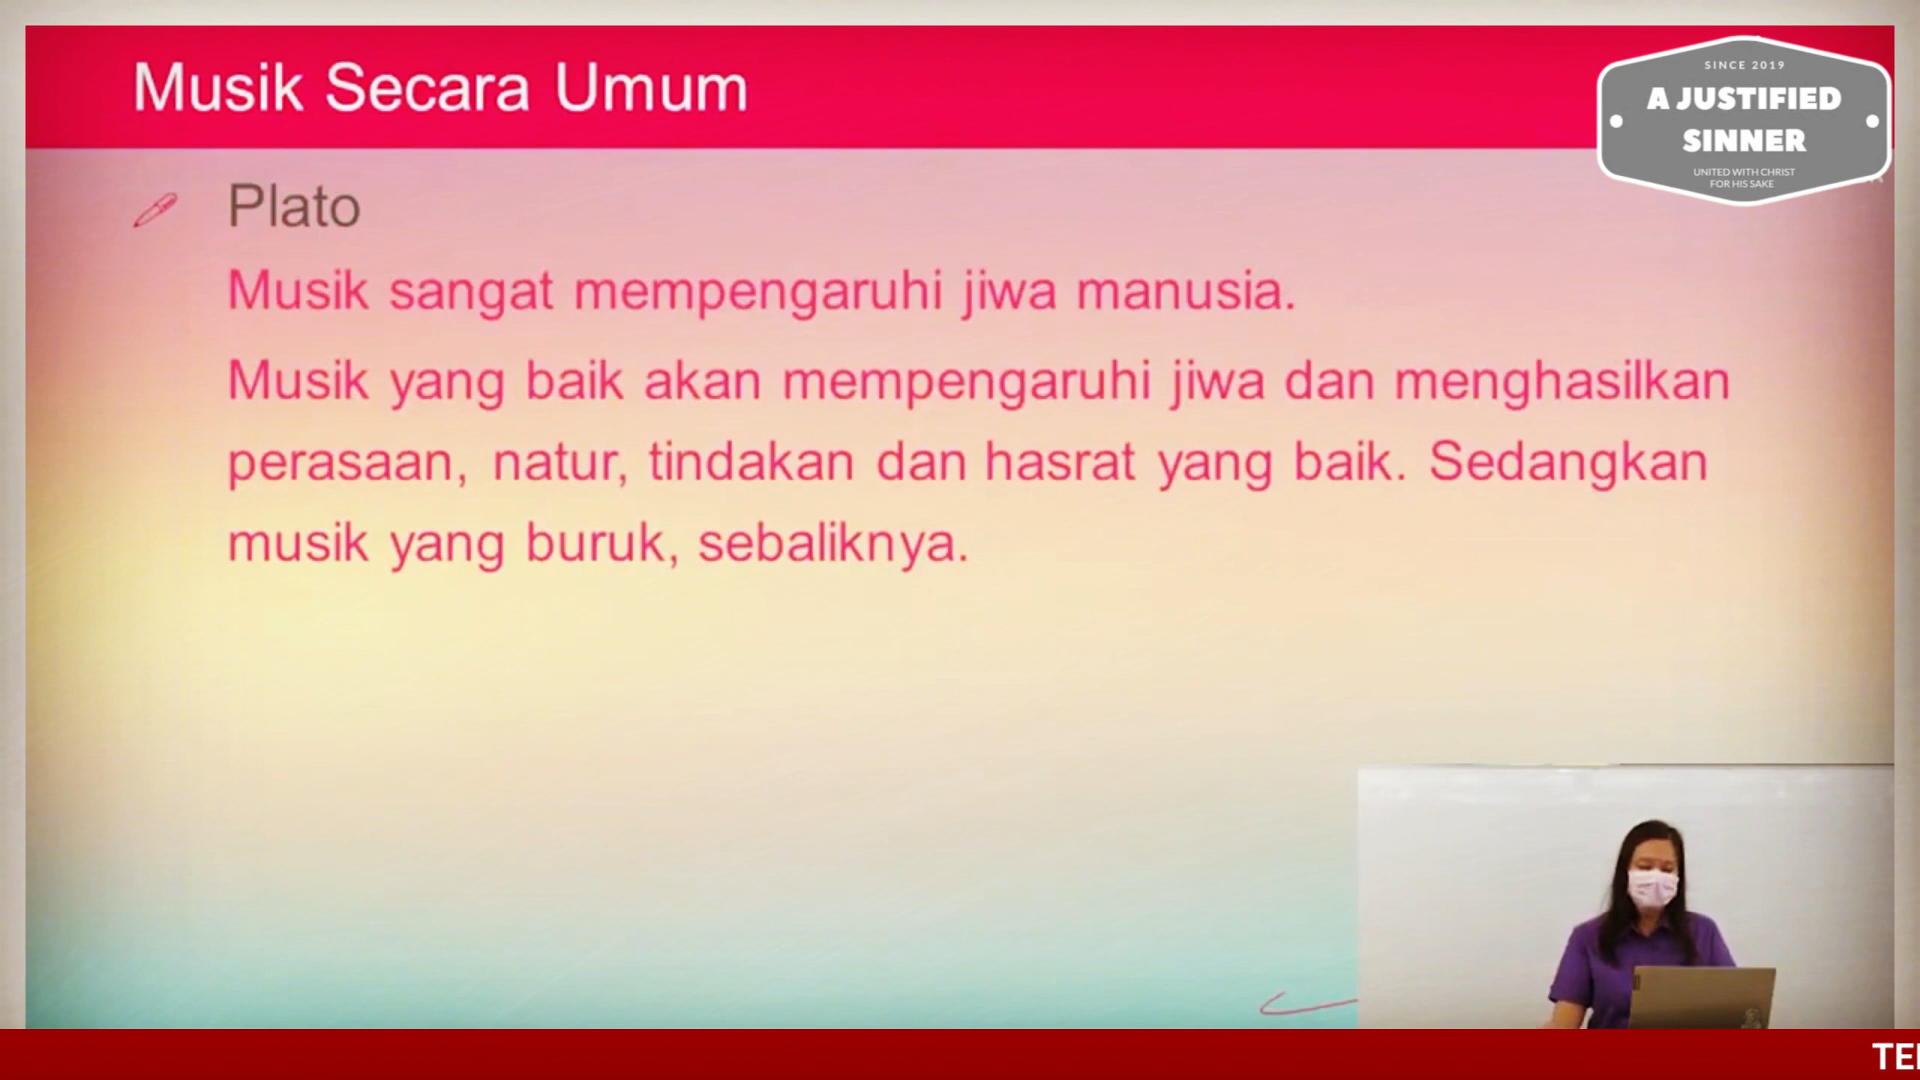 Musik Secara Umum
SINCE 2019
A JUSTIFIED
SINNER
UNITED WITH CHRIST
FOR HIS SAKE
Plato
Musik sangat mempengaruhi jiwa manusia.
Musik yang baik akan mempengaruhi jiwa dan menghasilkan
perasaan, natur, tindakan dan hasrat yang baik. Sedangkan
musik yang buruk, sebaliknya.